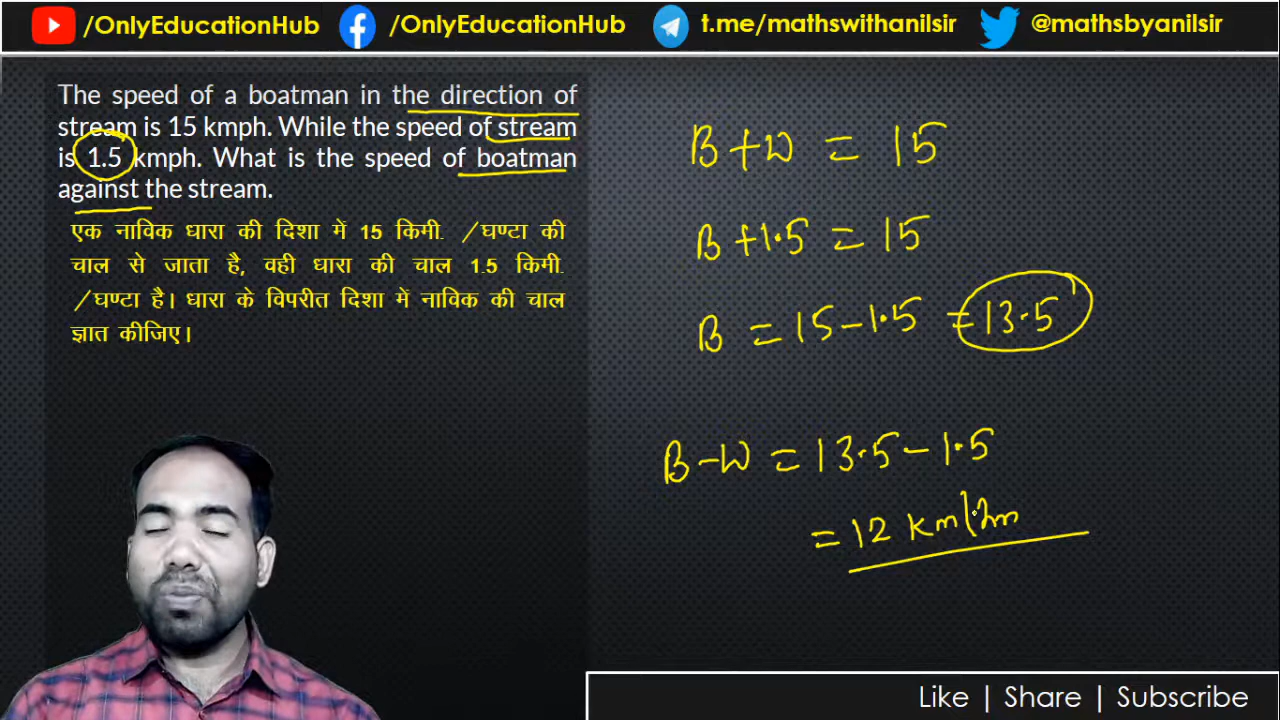 /OnlyEducationHub /OnlyEducationHub t.me/mathswithanilsir @mathsbyanilsir
The speed of a boatman in the direction of
stream is 15 kmph. While the speed of stream
is 1.5 kmph. What is the speed of boatman
against the stream.
एक नाविक धारा की दिशा में 15 किमी. /घण्टा की
चाल से जाता है, वही धारा की चाल 1.5 किमी.
/घण्टा है। धारा के विपरीत दिशा में नाविक की चाल
ज्ञात कीजिए।
B+W = 15
B+1.5 = 15
B = 15-1.5 = 13.5
B-W = 13.5-1.5
= 12 km/hr
Like | Share | Subscribe